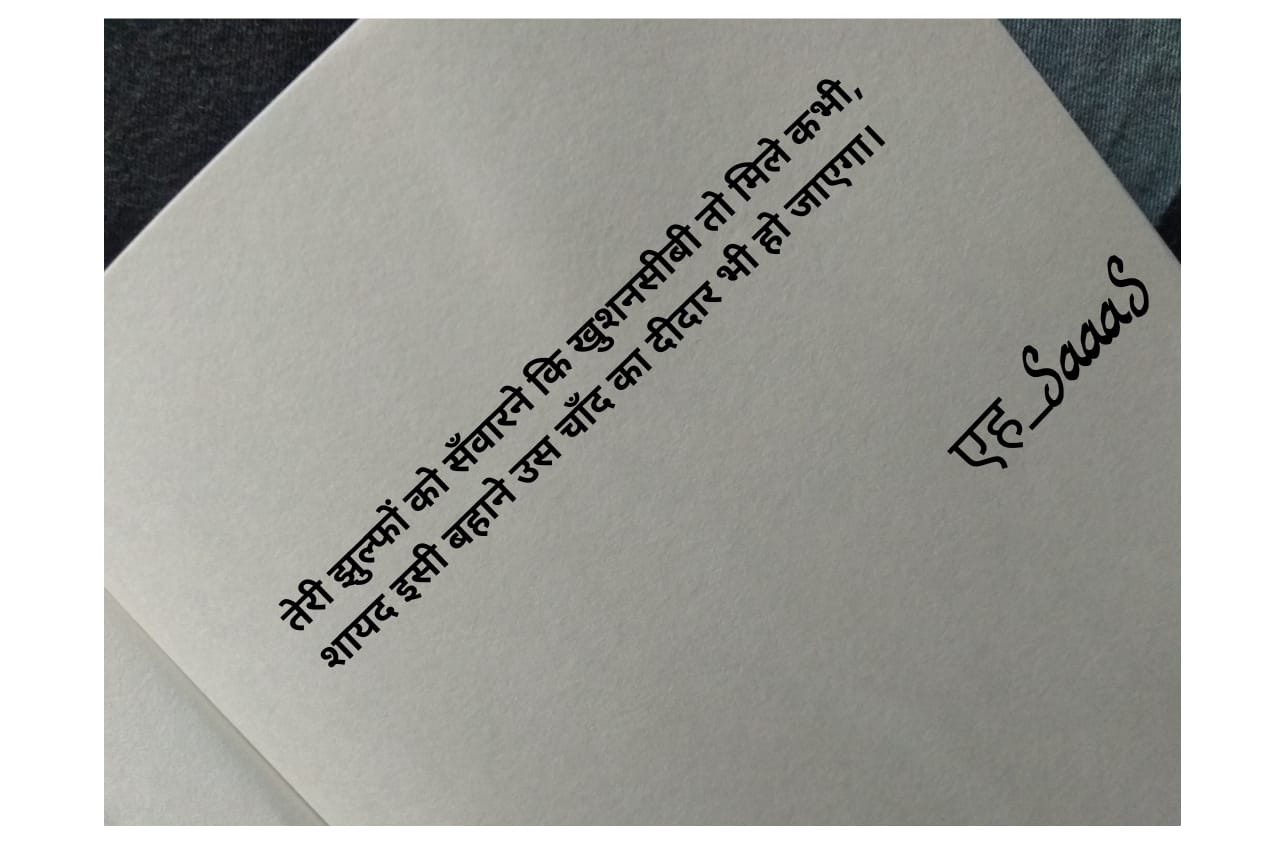 तेरी झुल्फों को सँवारने कि खुशनसीबी तो मिले कभी,
शायद इसी बहाने उस चाँद का दीदार भी हो जाएगा।
एह_SaaaS